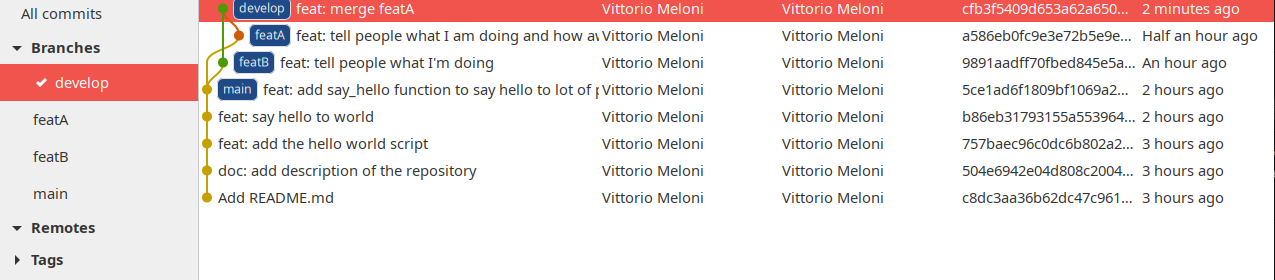 All commits
Branches
develop
featA
featB
main
Remotes
Tags
develop feat: merge featA Vittorio Meloni Vittorio Meloni cfb3f5409d653a62a650... 2 minutes ago
featA feat: tell people what I am doing and how Vittorio Meloni Vittorio Meloni a586eb0fc9e3e72b5e9e... Half an hour ago
featB feat: tell people what I'm doing Vittorio Meloni Vittorio Meloni 9891aadff70fbed845e5a... An hour ago
main feat: add say_hello function to say hello to lot of Vittorio Meloni Vittorio Meloni 5ce1ad6f1809bf1069a2... 2 hours ago
feat: say hello to world Vittorio Meloni Vittorio Meloni b86eb31793155a553964... 2 hours ago
feat: add the hello world script Vittorio Meloni Vittorio Meloni 757baec96c0dc6b802a2... 3 hours ago
doc: add description of the repository Vittorio Meloni Vittorio Meloni 504e6942e04d808c2004... 3 hours ago
Add README.md Vittorio Meloni Vittorio Meloni c8dc3aa36b62dc47c961... 3 hours ago